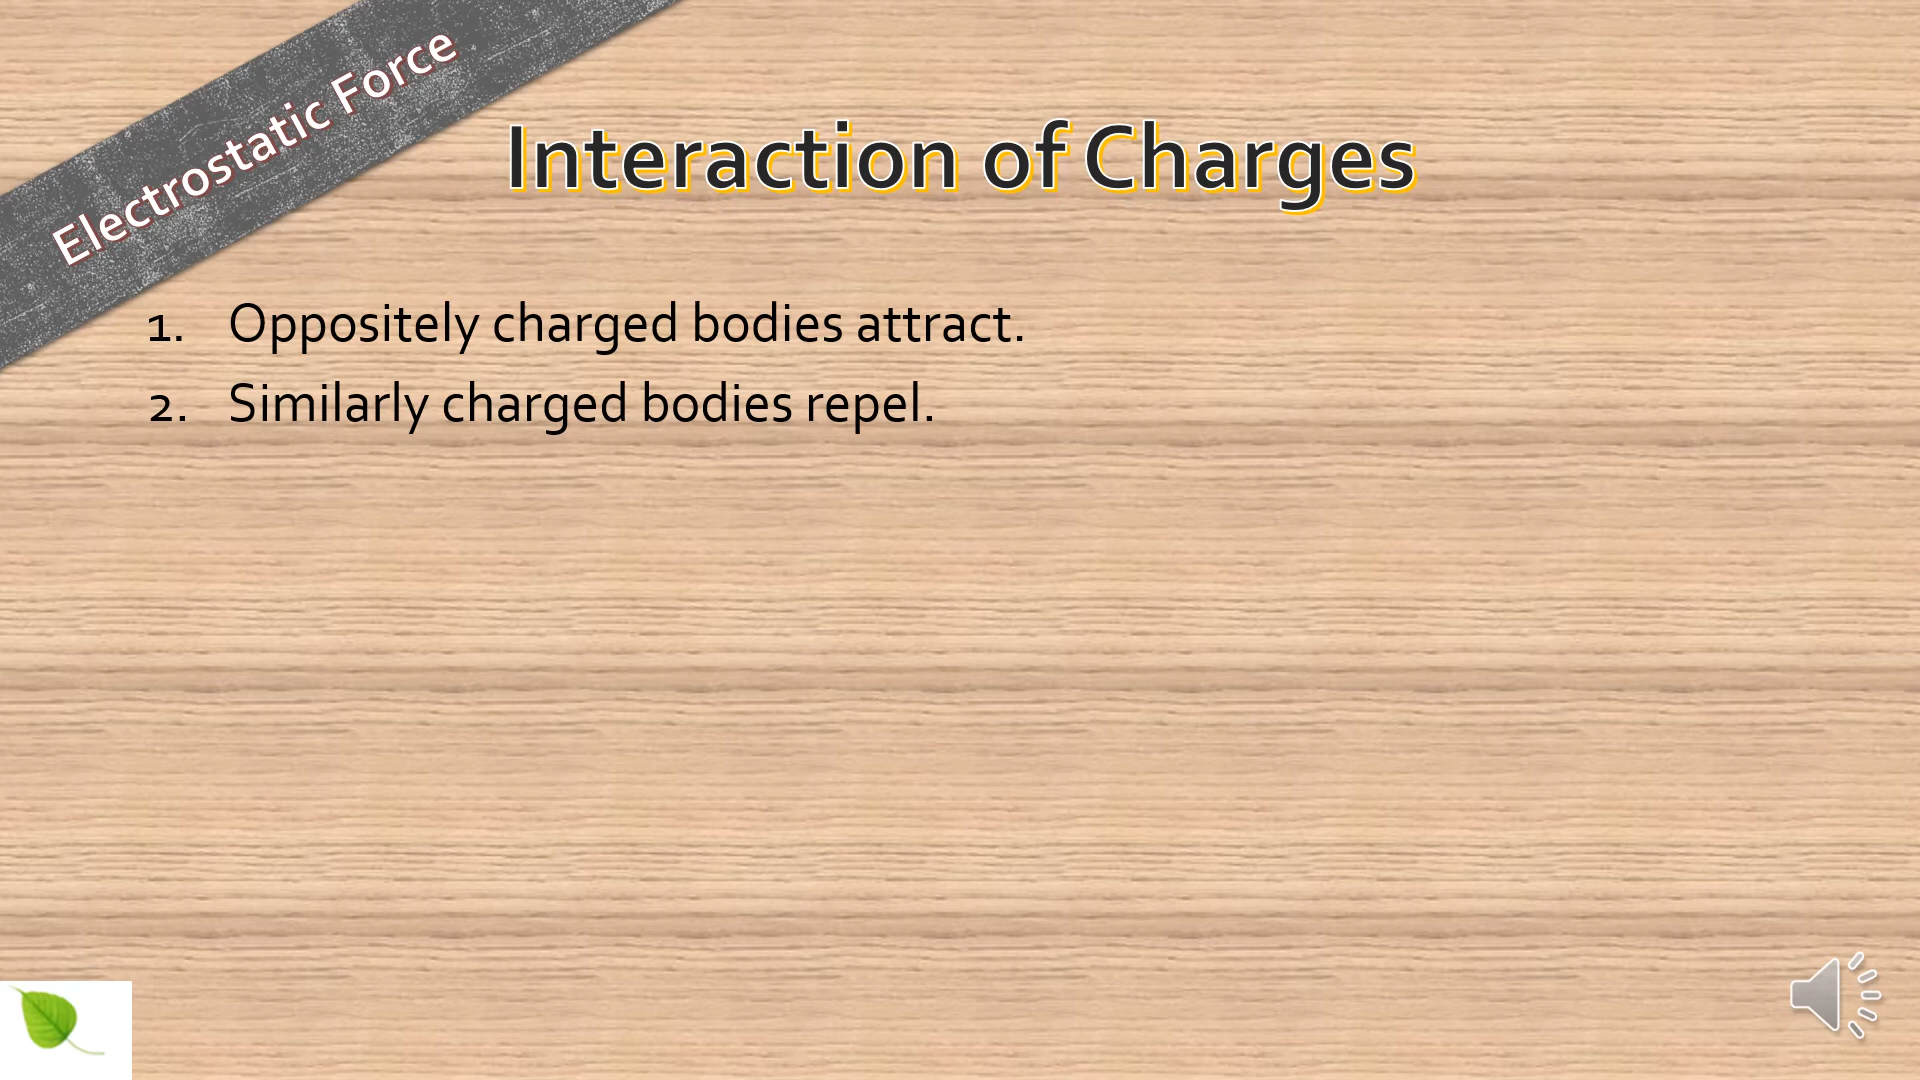 Electrostatic Force
Interaction of Charges
1. Oppositely charged bodies attract.
2. Similarly charged bodies repel.